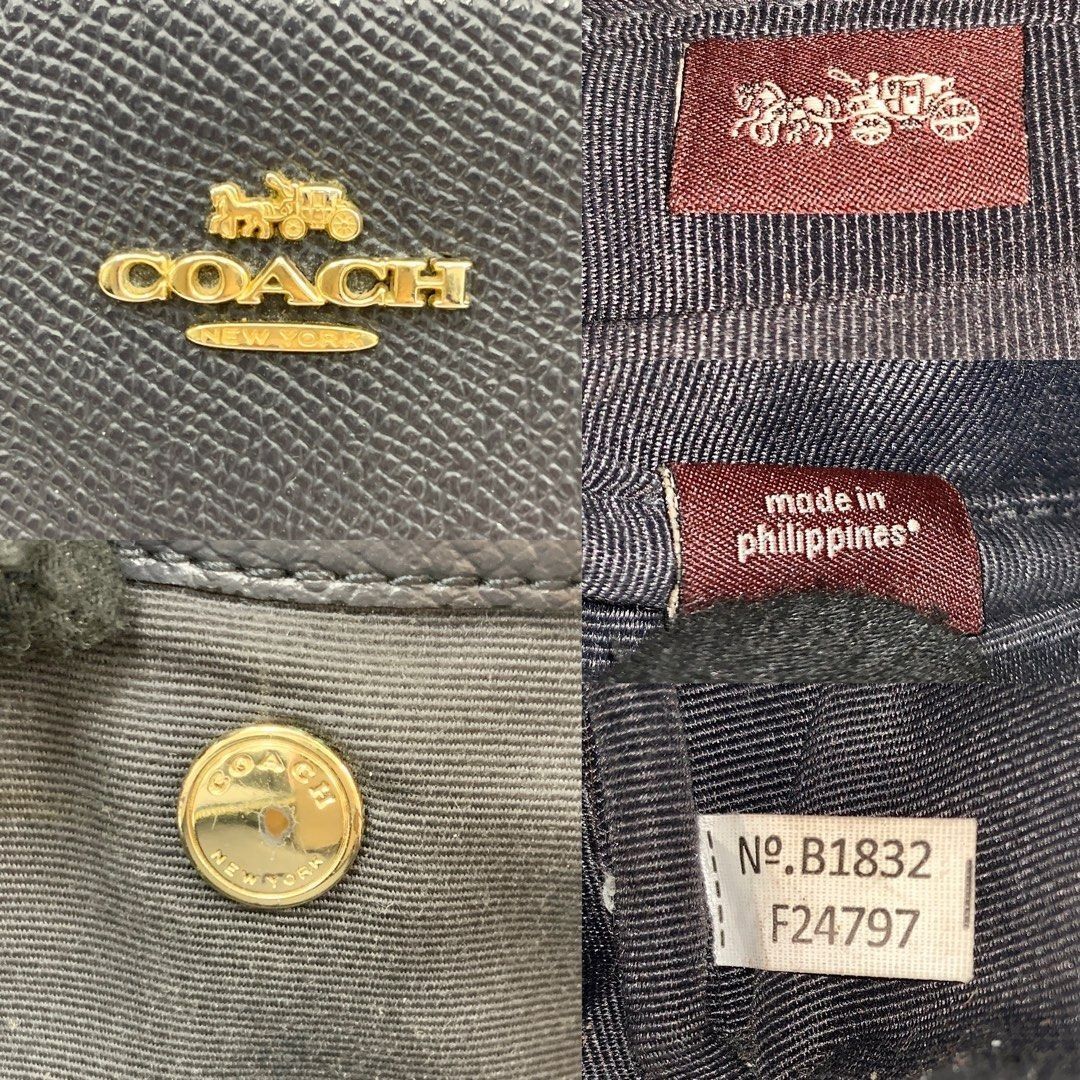 COACH
NEW YORK
made in
philippines®
COACH
NEW YORK
Nº.B1832
F24797